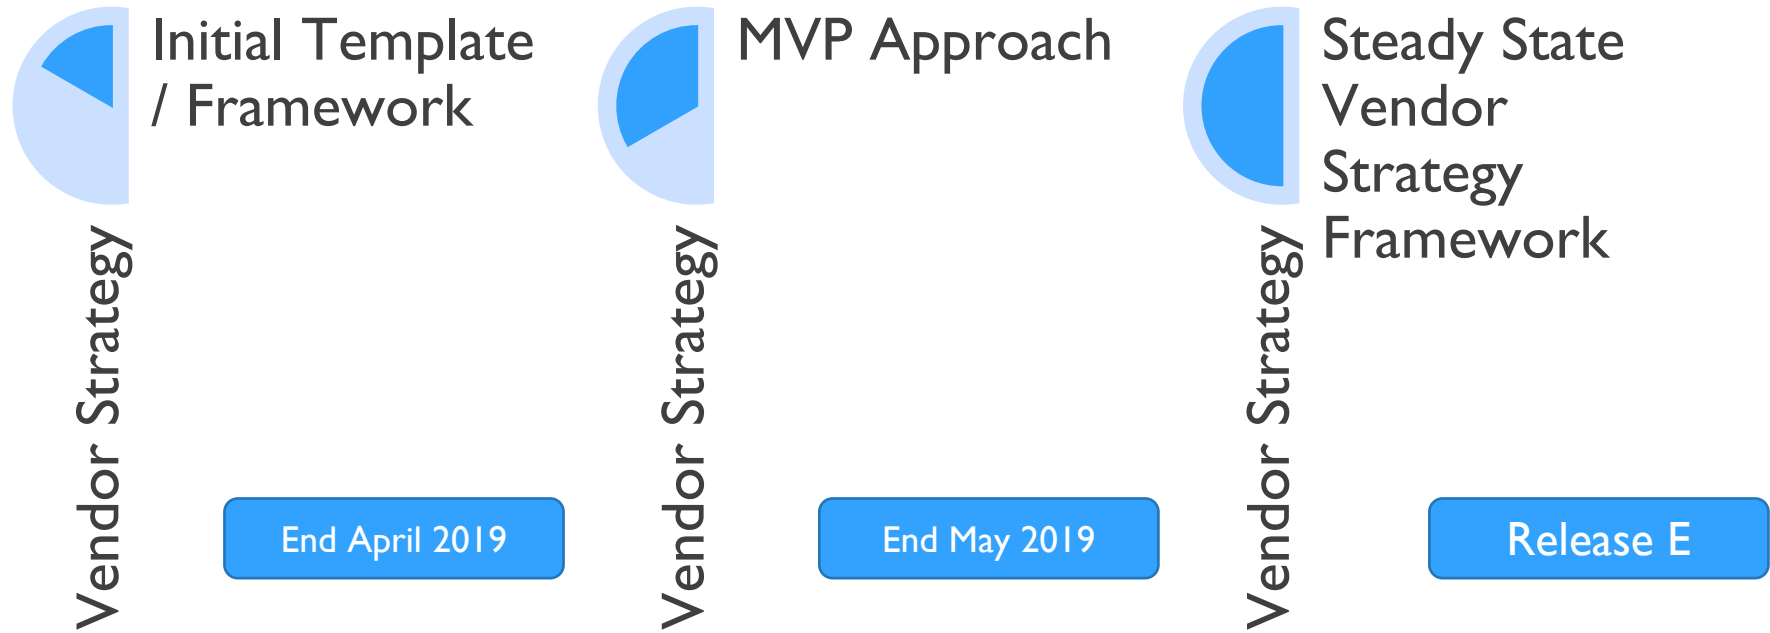 Initial Template
/ Framework
Vendor Strategy
End April 2019
MVP Approach
Vendor Strategy
End May 2019
Steady State
Vendor
Strategy
Framework
Vendor Strategy
Release E